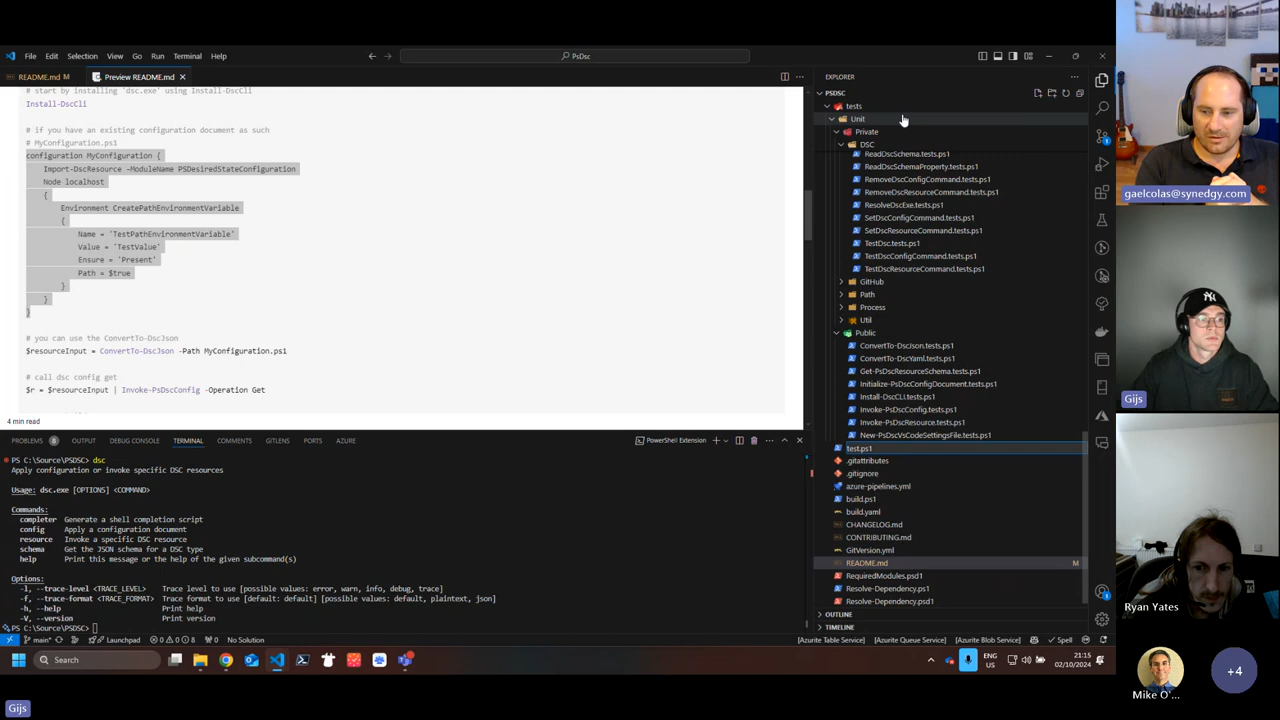 File Edit Selection View Go Run Terminal Help
PsDsc
README.md M
Preview README.md
# start by installing 'dsc.exe' using Install-DscCli
Install-DscCli
# if you have an existing configuration document as such
# MyConfiguration.ps1
configuration MyConfiguration {
Import-DscResource -ModuleName PSDesiredStateConfiguration
Node localhost
{
Environment CreatePathEnvironmentVariable
{
Name = 'TestPathEnvironmentVariable'
Value = 'TestValue'
Ensure = 'Present'
Path = $true
}
}
}
# you can use the ConvertTo-DscJson
$resourceInput = ConvertTo-DscJson -Path MyConfiguration.ps1
# call dsc config get
$r = $resourceInput | Invoke-PsDscConfig -Operation Get
4 min read
PROBLEMS 8 OUTPUT DEBUG CONSOLE TERMINAL COMMENTS GITLENS PORTS AZURE
PowerShell Extension
PS C:\Source\PSDSC> dsc
Apply configuration or invoke specific DSC resources
Usage: dsc.exe [OPTIONS] <COMMAND>
Commands:
completer Generate a shell completion script
config Apply a configuration document
resource Invoke a specific DSC resource
schema Get the JSON schema for a DSC type
help Print this message or the help of the given subcommand(s)
Options:
-l, --trace-level <TRACE_LEVEL> Trace level to use [possible values: error, warn, info, debug, trace]
-f, --trace-format <TRACE_FORMAT> Trace format to use [default: default] [possible values: default, plaintext, json]
-h, --help Print help
-V, --version Print version
PS C:\Source\PSDSC>
EXPLORER
PSDSC
tests
Unit
Private
DSC
ReadDscSchema.tests.ps1
ReadDscSchemaProperty.tests.ps1
RemoveDscConfigCommand.tests.ps1
RemoveDscResourceCommand.tests.ps1
ResolveDscExe.tests.ps1
SetDscConfigCommand.tests.ps1
SetDscResourceCommand.tests.ps1
TestDsc.tests.ps1
TestDscConfigCommand.tests.ps1
TestDscResourceCommand.tests.ps1
GitHub
Path
Process
Util
Public
ConvertTo-DscJson.tests.ps1
ConvertTo-DscYaml.tests.ps1
Get-PsDscResourceSchema.tests.ps1
Initialize-PsDscConfigDocument.tests.ps1
Install-DscCLI.tests.ps1
Invoke-PsDscConfig.tests.ps1
Invoke-PsDscResource.tests.ps1
New-PsDscVsCodeSettingsFile.tests.ps1
test.ps1
.gitattributes
.gitignore
azure-pipelines.yml
build.ps1
build.yaml
CHANGELOG.md
CONTRIBUTING.md
GitVersion.yml
README.md M
RequiredModules.psd1
Resolve-Dependency.ps1
Resolve-Dependency.psd1
OUTLINE
TIMELINE
main* Launchpad 0 0 8 0 No Solution
[Azurite Table Service] [Azurite Queue Service] [Azurite Blob Service] Spell
Search
ENG
US
21:15
02/10/2024
Gijs
gaelcolas@synedgy.com
Gijs
Ryan Yates
Mike O'...
+4